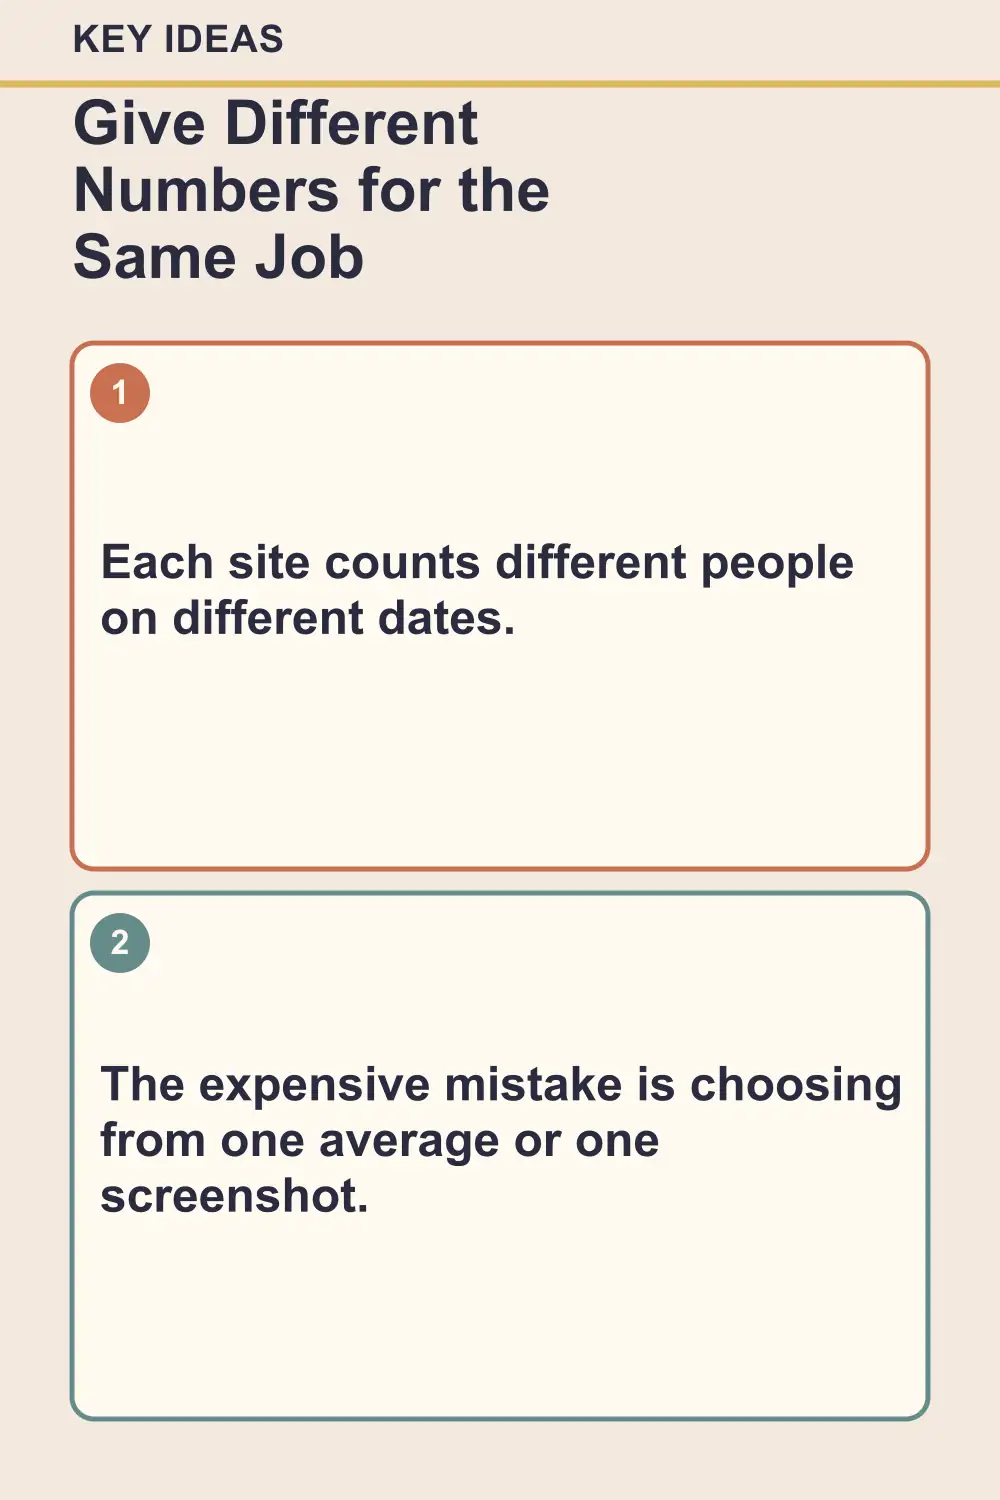 KEY IDEAS
Give Different
Numbers for the
Same Job
1
Each site counts different people
on different dates.
2
The expensive mistake is choosing
from one average or one
screenshot.